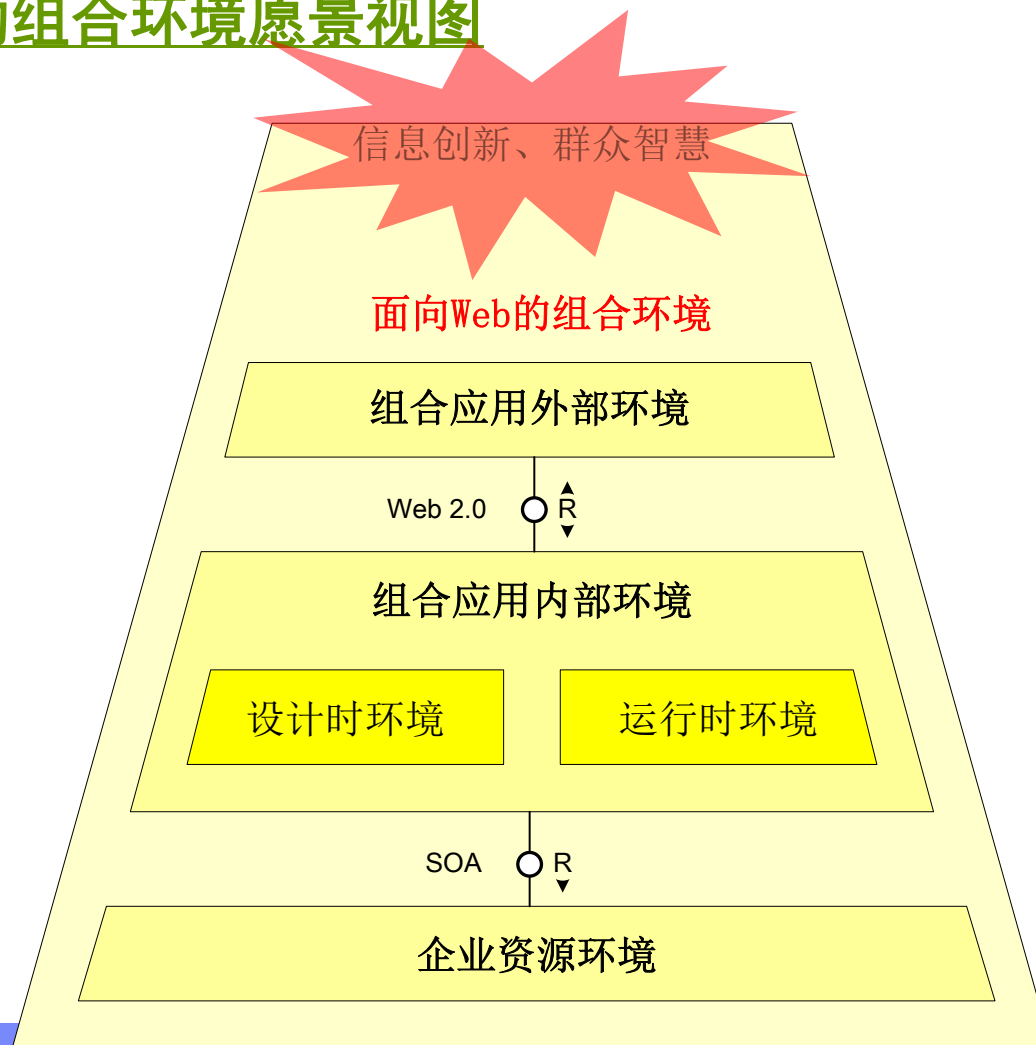 的组合环境愿景视图
信息创新、群众智慧
面向Web的组合环境
组合应用外部环境
Web 2.0
R
组合应用内部环境
设计时环境
运行时环境
SOA
R
企业资源环境